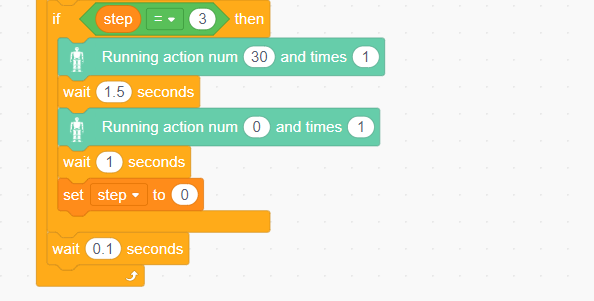 if step = 3 then
Running action num 30 and times 1
wait 1.5 seconds
Running action num 0 and times 1
wait 1 seconds
set step to 0
wait 0.1 seconds